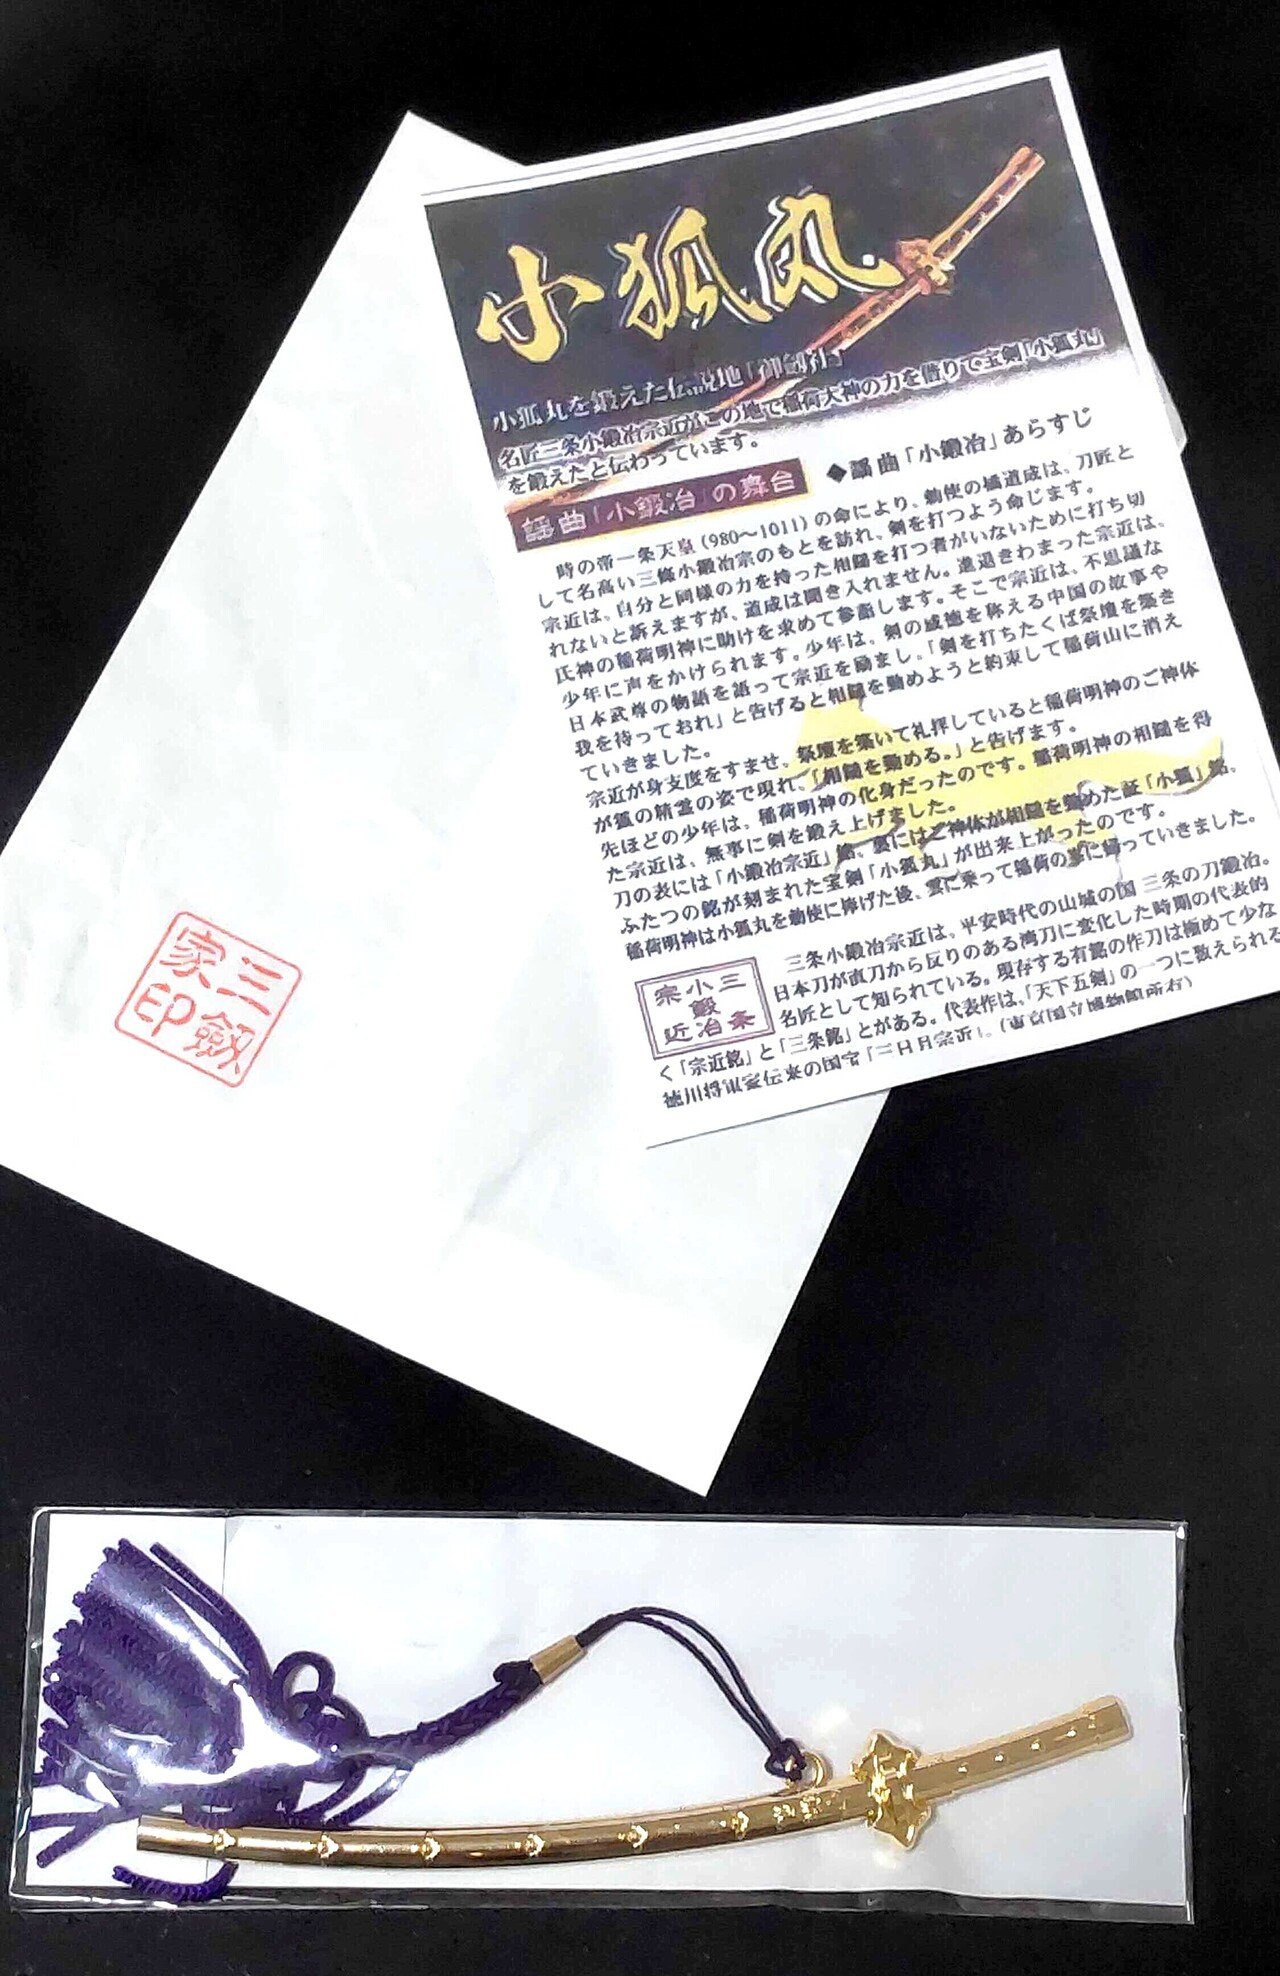 小狐丸
小狐丸を鍛えた伝説地「御劔社」
名匠三条小鍛冶宗近がこの地で稲荷大神の力を借りて宝剣「小狐丸」
を鍛えたと伝わっています。
謡曲「小鍛冶」の舞台
◆謡曲「小鍛冶」あらすじ
時の帝一条天皇(980〜1011)の命により、勅使の橘道成は、刀匠と
して名高い三條小鍛冶宗のもとを訪れ、剣を打つよう命じます。
宗近は、自分と同様の力を持った相鎚を打つ者がいないために打ち切
れないと訴えますが、道成は聞き入れません。進退きわまった宗近は、
氏神の稲荷明神に助けを求めて参詣します。そこで宗近は、不思議な
少年に声をかけられます。少年は、剣の威徳を称える中国の故事や
日本武尊の物語を語って宗近を励まし、「剣を打ちたくば祭壇を築き
我を待っておれ」と告げると相鎚を勤めようと約束して稲荷山に消え
ていきました。
宗近が身支度をすませ、祭壇を築いて礼拝していると稲荷明神のご神体
が狐の精霊の姿で現れ、「相鎚を勤める。」と告げます。
先ほどの少年は、稲荷明神の化身だったのです。稲荷明神の相鎚を得
た宗近は、無事に剣を鍛え上げました。
刀の表には「小鍛冶宗近」銘、裏にはご神体が相鎚を勤めた証「小狐」銘、
ふたつの銘が刻まれた宝剣「小狐丸」が出来上がったのです。
稲荷明神は小狐丸を勅使に捧げた後、雲に乗って稲荷の峯に帰っていきました。
三条小鍛冶宗近
三条小鍛冶宗近は、平安時代の山城の国 三条の刀鍛冶。
日本刀が直刀から反りのある湾刀に変化した時期の代表的
名匠として知られている。現存する有銘の作刀は極めて少な
く「宗近銘」と「三条銘」とがある。代表作は、「天下五剣」の一つに数えられる
徳川将軍家伝来の国宝「三日月宗近」。(東京国立博物館所有)
三劔
家印